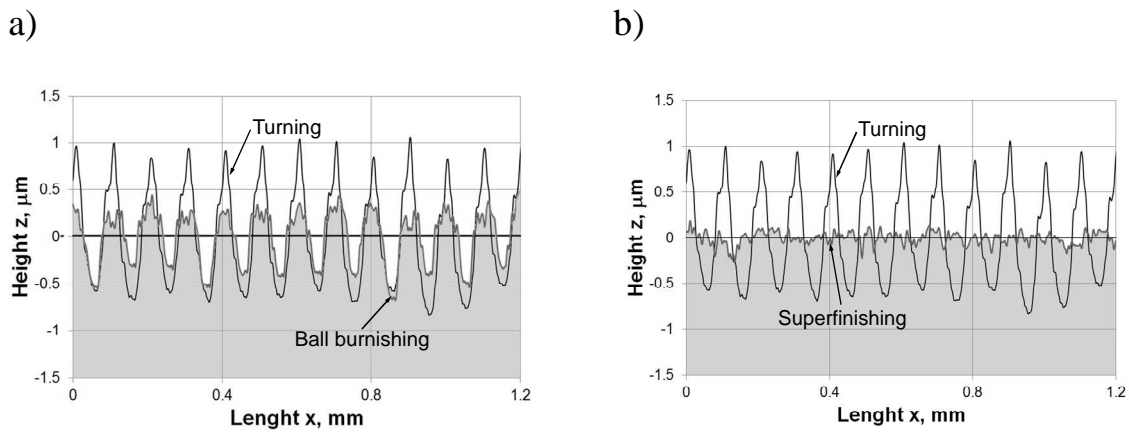 a)
1.5
1
0.5
0
-0.5
-1
-1.5
Height z, μm
Turning
Ball burnishing
0
0.4
0.8
1.2
Lenght x, mm
b)
1.5
1
0.5
0
-0.5
-1
-1.5
Height z, μm
Turning
Superfinishing
0
0.4
0.8
1.2
Lenght x, mm